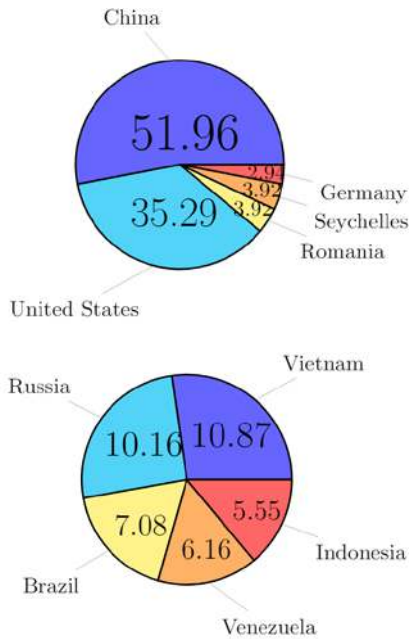 China
51.96
2.94
Germany
3.92
Seychelles
3.92
Romania
35.29
United States
Vietnam
Russia
10.16
10.87
7.08
5.55
6.16
Indonesia
Brazil
Venezuela